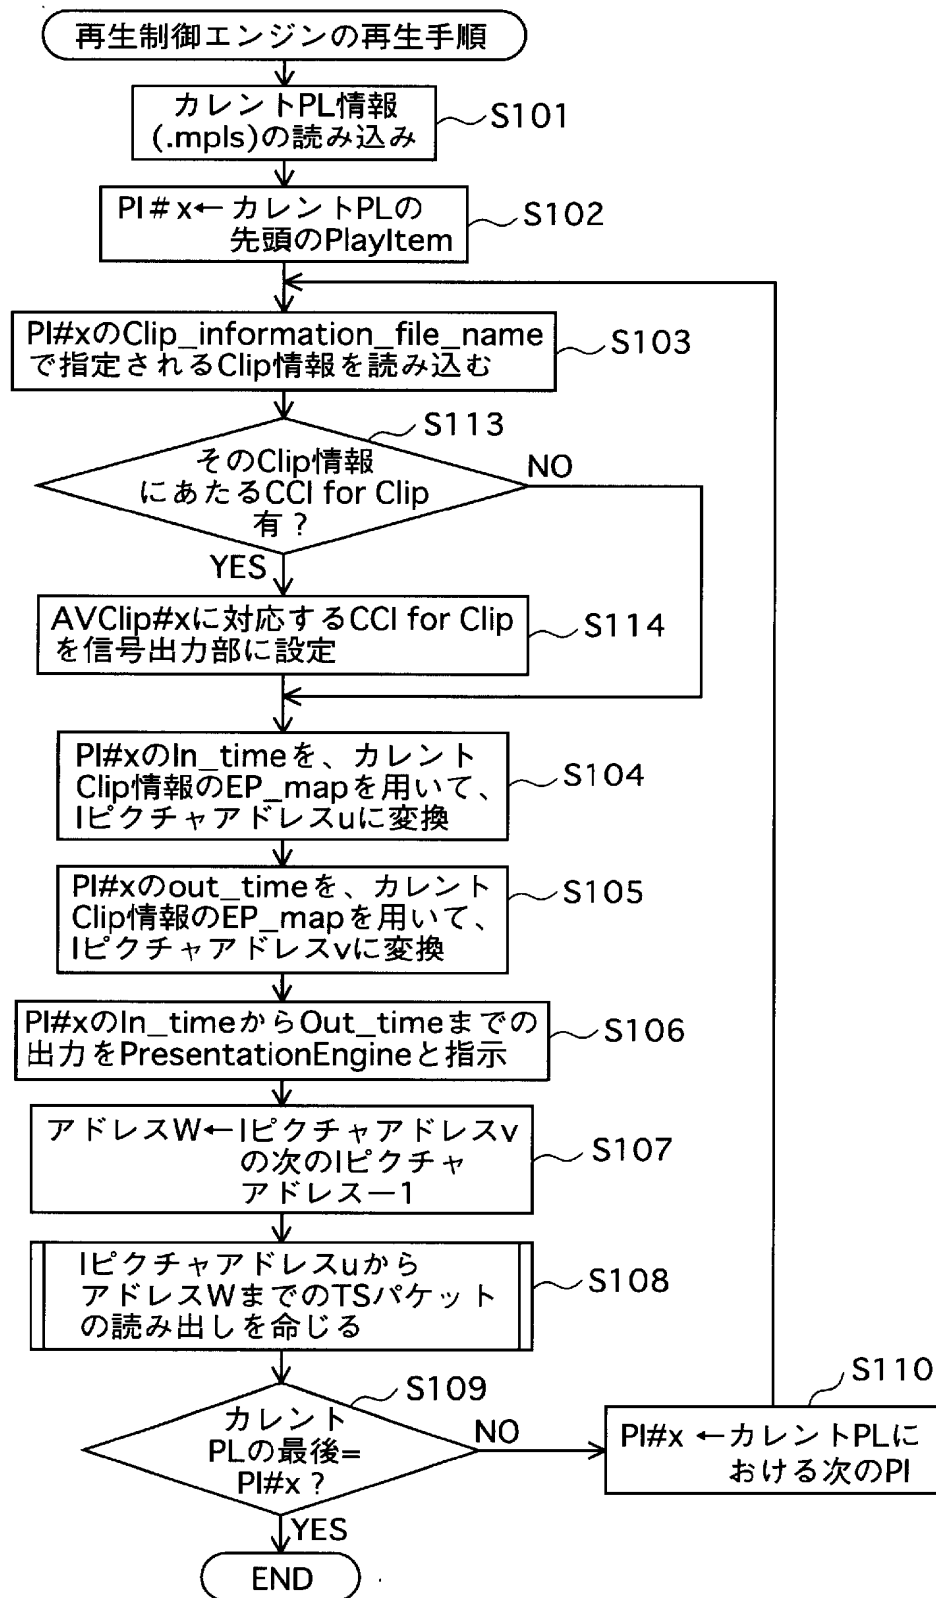 再生制御エンジンの再生手順
カレントPL情報
(.mpls)の読み込み
S101
PI#x←カレントPLの
先頭のPlayItem
S102
PI#xのClip_information_file_name
で指定されるClip情報を読み込む
S103
S113
そのClip情報
にあたるCCI for Clip
有?
NO
YES
AVClip#xに対応するCCI for Clip
を信号出力部に設定
S114
PI#xのIn_timeを、カレント
Clip情報のEP_mapを用いて、
Iピクチャアドレスuに変換
S104
PI#xのout_timeを、カレント
Clip情報のEP_mapを用いて、
Iピクチャアドレスvに変換
S105
PI#xのIn_timeからOut_timeまでの
出力をPresentationEngineと指示
S106
アドレスW←Iピクチャアドレスv
の次のIピクチャ
アドレスー1
S107
Iピクチャアドレスuから
アドレスWまでのTSパケット
の読み出しを命じる
S108
S109
カレント
PLの最後=
PI#x?
NO
S110
PI#x ←カレントPLに
おける次のPI
YES
END